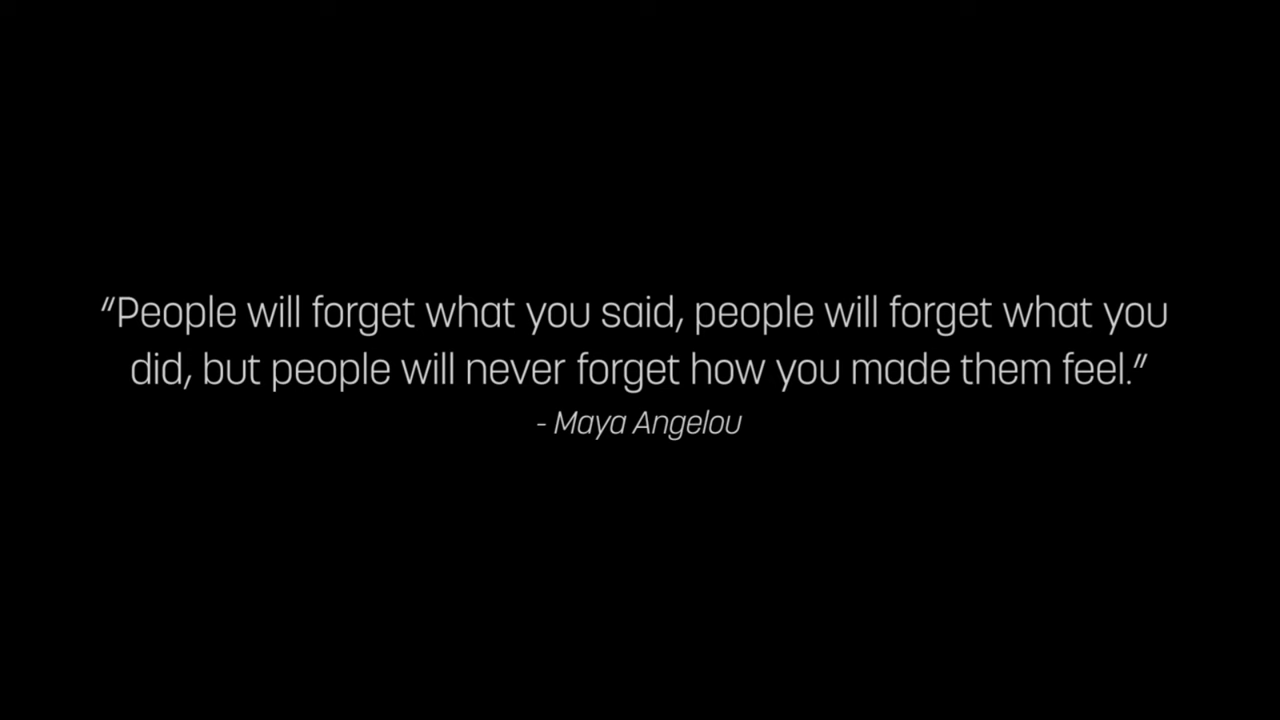 “People will forget what you said, people will forget what you
did, but people will never forget how you made them feel.”
- Maya Angelou